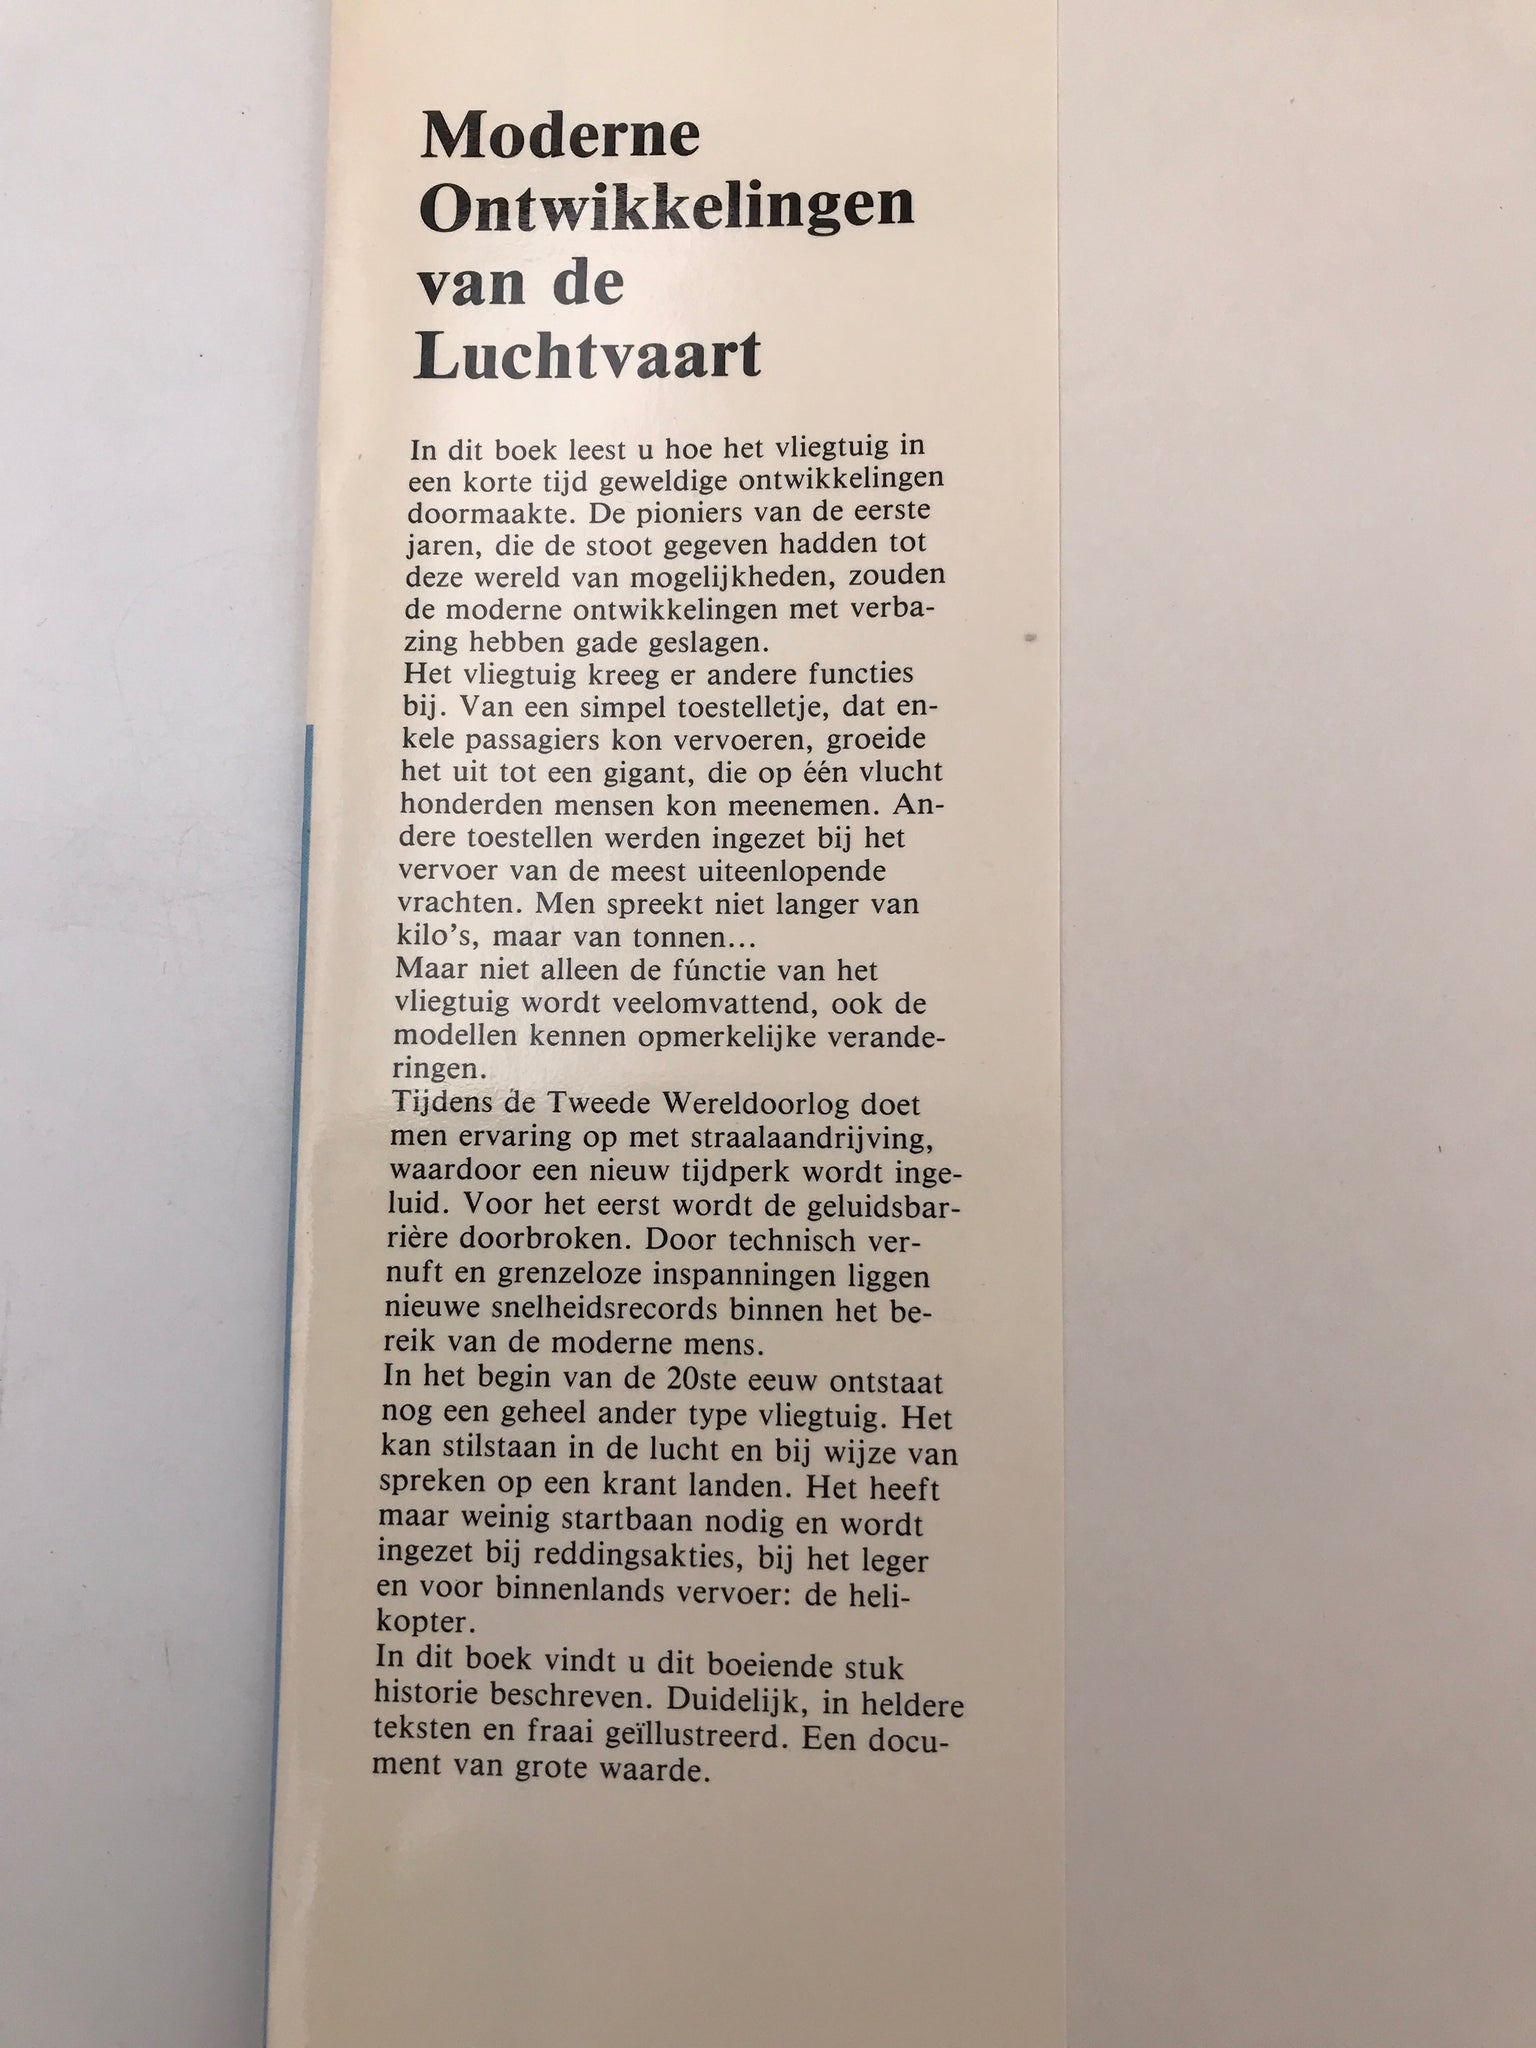 Moderne
Ontwikkelingen
van de
Luchtvaart
In dit boek leest u hoe het vliegtuig in
een korte tijd geweldige ontwikkelingen
doormaakte. De pioniers van de eerste
jaren, die de stoot gegeven hadden tot
deze wereld van mogelijkheden, zouden
de moderne ontwikkelingen met verba-
zing hebben gade geslagen.
Het vliegtuig kreeg er andere functies
bij. Van een simpel toestelletje, dat en-
kele passagiers kon vervoeren, groeide
het uit tot een gigant, die op één vlucht
honderden mensen kon meenemen. An-
dere toestellen werden ingezet bij het
vervoer van de meest uiteenlopende
vrachten. Men spreekt niet langer van
kilo's, maar van tonnen...
Maar niet alleen de fúnctie van het
vliegtuig wordt veelomvattend, ook de
modellen kennen opmerkelijke verande-
ringen.
Tijdens de Tweede Wereldoorlog doet
men ervaring op met straalaandrijving,
waardoor een nieuw tijdperk wordt inge-
luid. Voor het eerst wordt de geluidsbar-
rière doorbroken. Door technisch ver-
nuft en grenzeloze inspanningen liggen
nieuwe snelheidsrecords binnen het be-
reik van de moderne mens.
In het begin van de 20ste eeuw ontstaat
nog een geheel ander type vliegtuig. Het
kan stilstaan in de lucht en bij wijze van
spreken op een krant landen. Het heeft
maar weinig startbaan nodig en wordt
ingezet bij reddingsakties, bij het leger
en voor binnenlands vervoer: de heli-
kopter.
In dit boek vindt u dit boeiende stuk
historie beschreven. Duidelijk, in heldere
teksten en fraai geïllustreerd. Een docu-
ment van grote waarde.